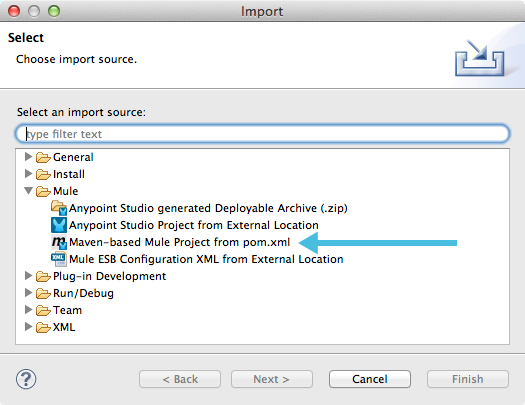 Import
Select
Choose import source.
Select an import source:
type filter text
General
Install
Mule
Anypoint Studio generated Deployable Archive (.zip)
Anypoint Studio Project from External Location
Maven-based Mule Project from pom.xml
Mule ESB Configuration XML from External Location
Plug-in Development
Run/Debug
Team
XML
?
< Back
Next >
Cancel
Finish